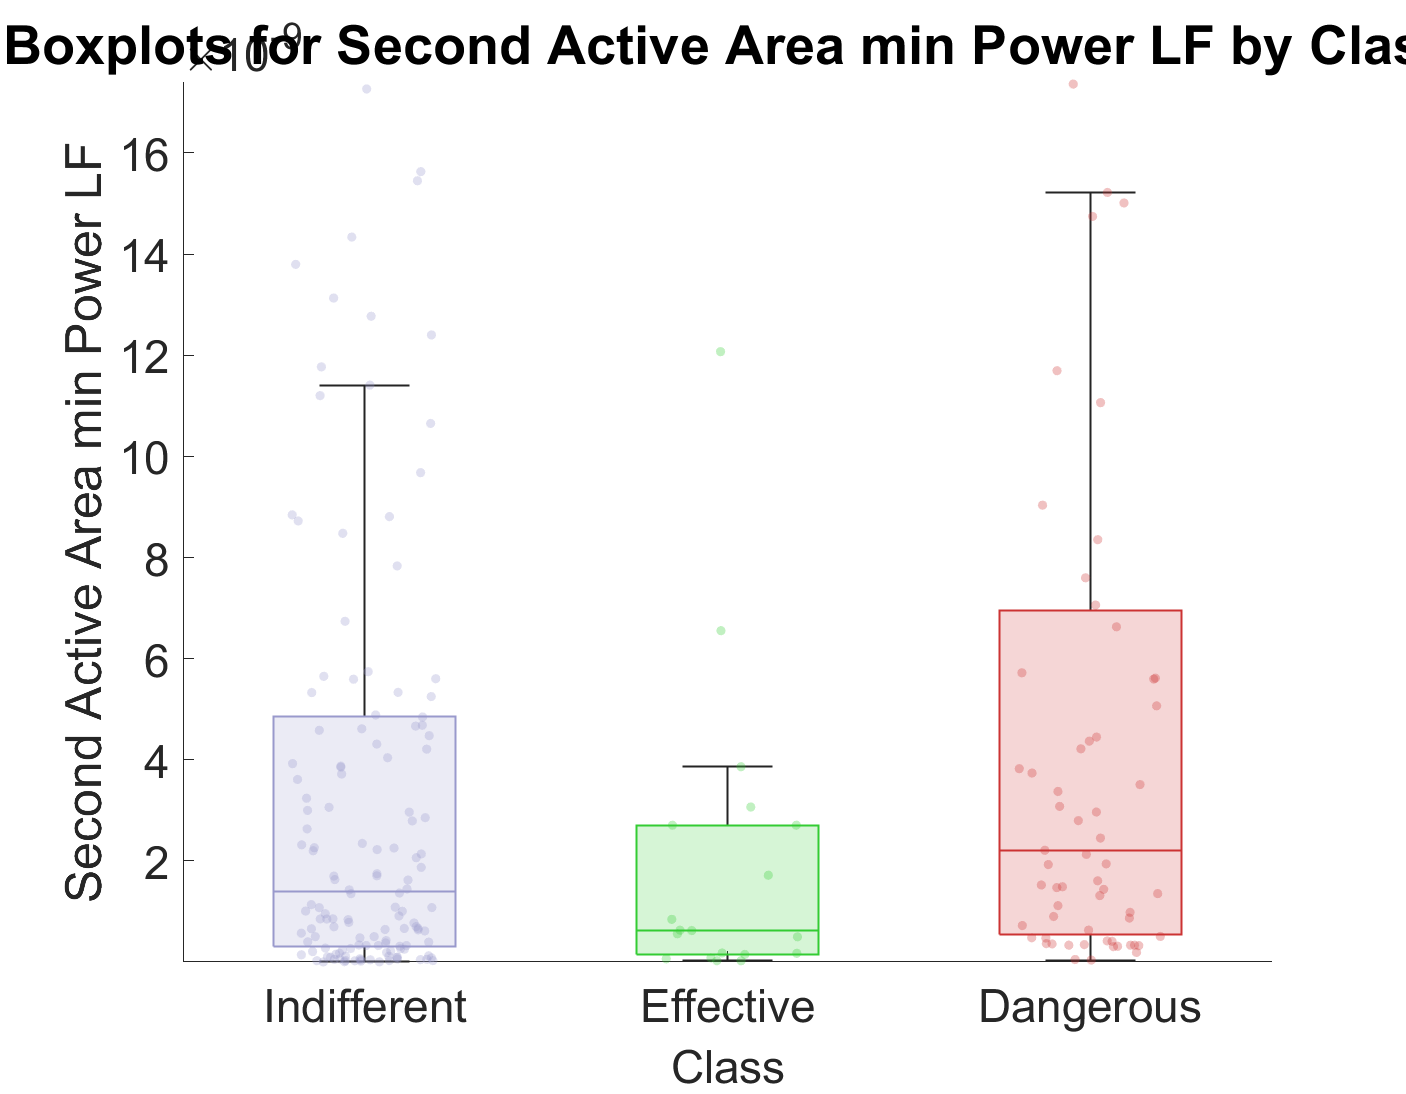 Boxplots for Second Active Area min Power LF by Clas
×10-9
Second Active Area min Power LF
16
14
12
10
8
6
4
2
Indifferent Effective Dangerous
Class